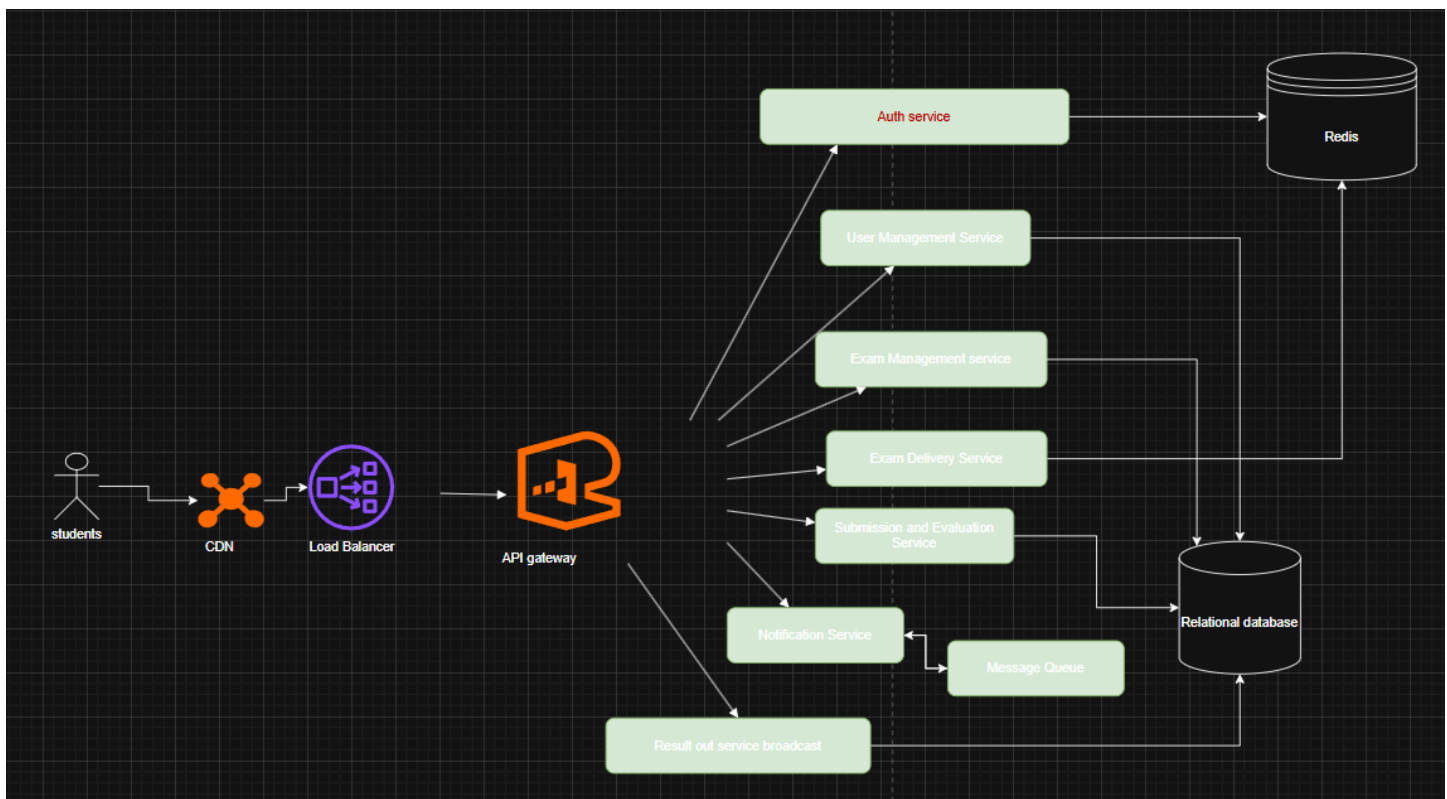 Auth service
Redis
User Management Service
Exam Management service
Exam Delivery Service
students
CDN
Load Balancer
API gateway
Submission and Evaluation
Service
Relational database
Notification Service
Message Queue
Result out service broadcast